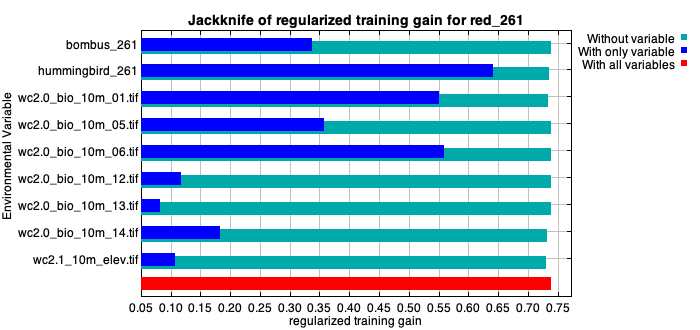 Jackknife of regularized training gain for red_261
Without variable
With only variable
With all variables
Environmental Variable
bombus_261
hummingbird_261
wc2.0_bio_10m_01.tif
wc2.0_bio_10m_05.tif
wc2.0_bio_10m_06.tif
wc2.0_bio_10m_12.tif
wc2.0_bio_10m_13.tif
wc2.0_bio_10m_14.tif
wc2.1_10m_elev.tif
0.05 0.10 0.15 0.20 0.25 0.30 0.35 0.40 0.45 0.50 0.55 0.60 0.65 0.70 0.75
regularized training gain